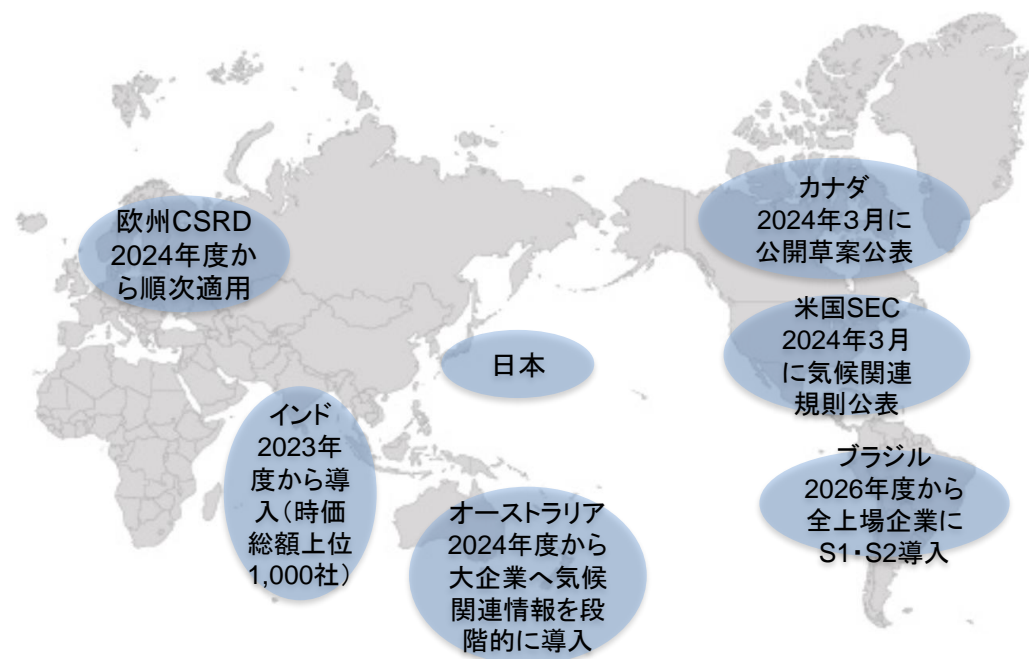 欧州CSRD
2024年度か
ら順次適用
カナダ
2024年３月に
公開草案公表
米国SEC
2024年３月
に気候関連
規則公表
日本
インド
2023年
度から導
入（時価
総額上位
1,000社）
オーストラリア
2024年度から
大企業へ気候
関連情報を段
階的に導入
ブラジル
2026年度から
全上場企業に
S1・S2導入